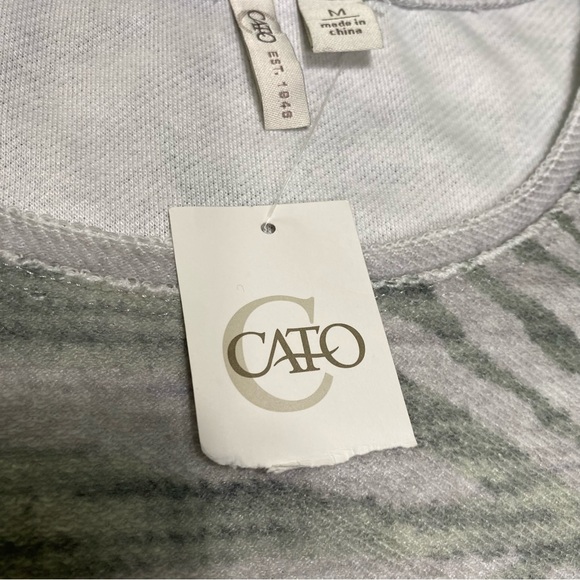 CATO
EST. 1946
M
made in
china
C
CATO